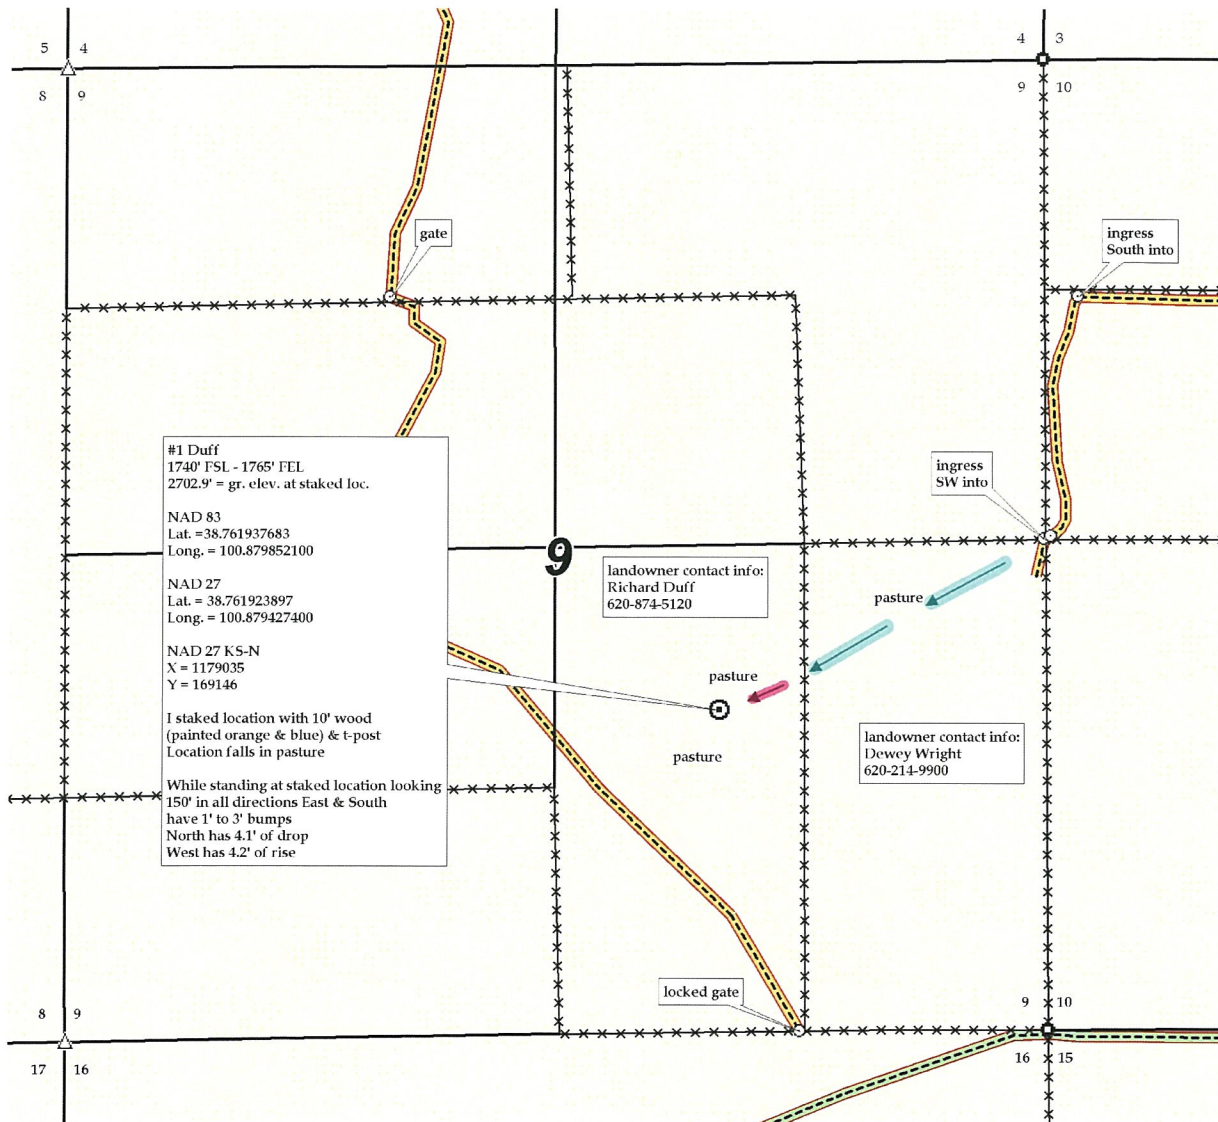 5 4
4 3
8 9
9 10
gate
ingress
South into
#1 Duff
1740' FSL - 1765' FEL
2702.9' = gr. elev. at staked loc.
NAD 83
Lat. =38.761937683
Long. = 100.879852100
NAD 27
Lat. = 38.761923897
Long. = 100.879427400
NAD 27 KS-N
X = 1179035
Y = 169146
I staked location with 10' wood
(painted orange & blue) & t-post
Location falls in pasture
While standing at staked location looking
150' in all directions East & South
have 1' to 3' bumps
North has 4.1' of drop
West has 4.2' of rise
ingress
SW into
9
landowner contact info:
Richard Duff
620-874-5120
pasture
pasture
pasture
landowner contact info:
Dewey Wright
620-214-9900
locked gate
8 9
9 10
17 16
16 15